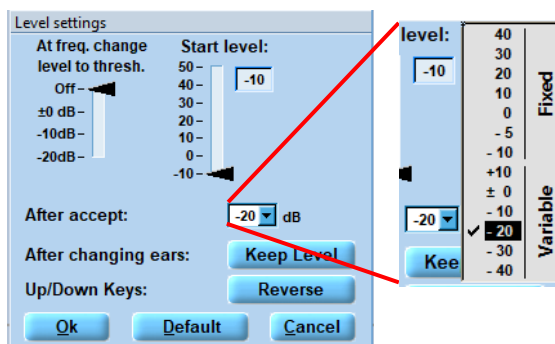 Level settings
At freq. change
level to thresh.
Off -
±0 dB -
-10dB -
-20dB -
Start level:
50 -
40 -
30 -
20 -
10 -
0 -
-10 -
-10
After accept:
-20
dB
After changing ears:
Keep Level
Up/Down Keys:
Reverse
Ok
Default
Cancel
level:
-10
-20
Kee
40
30
20
10
0
- 5
- 10
Fixed
+10
± 0
- 10
✓ - 20
- 30
- 40
Variable